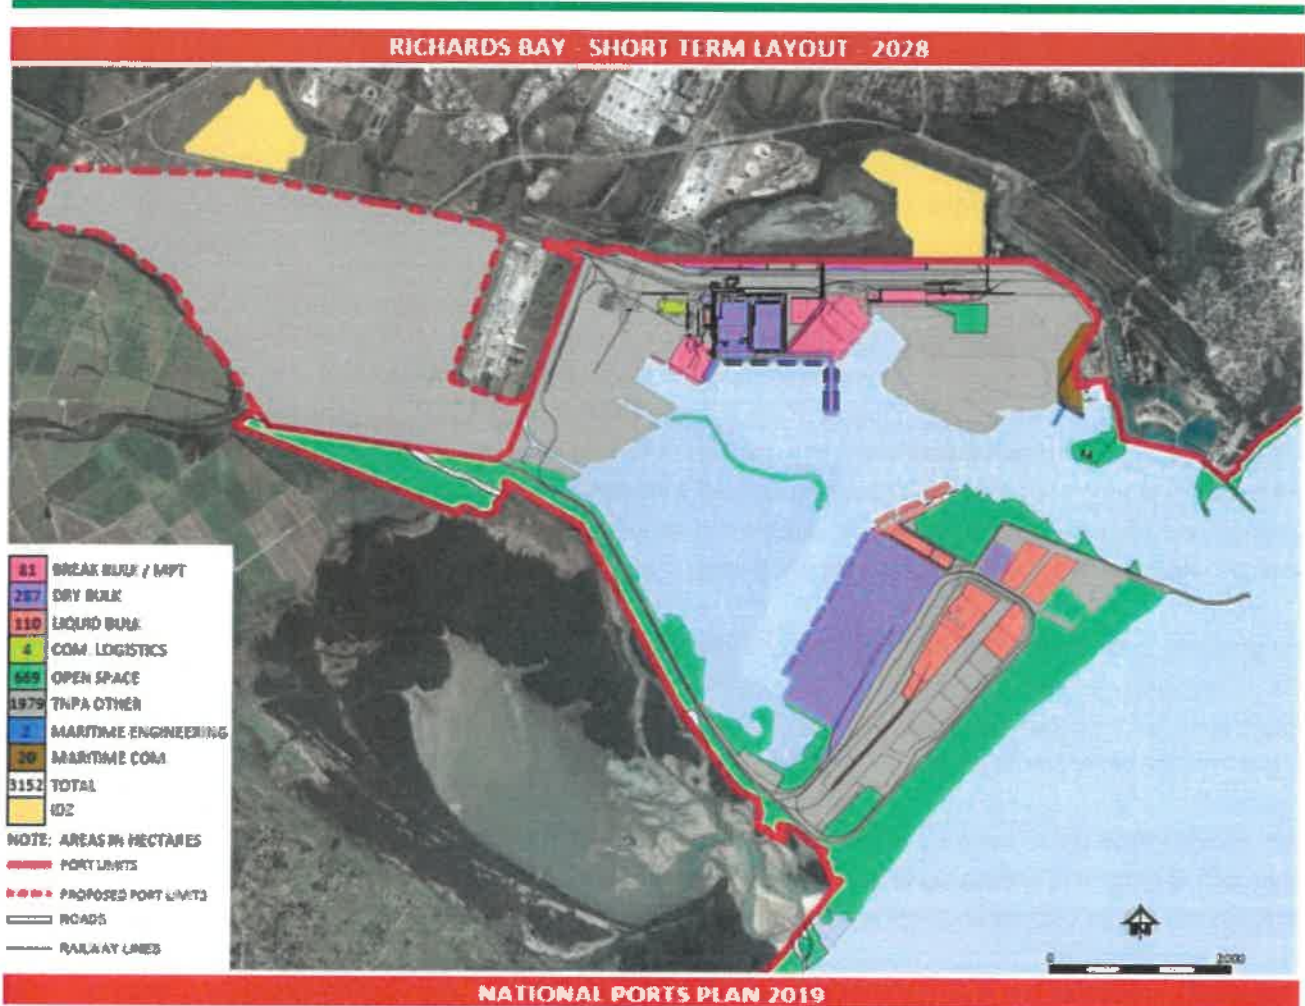 RICHARDS BAY - SHORT TERM LAYOUT - 2028
81 BREAK BULK / MPT
287 DRY BULK
110 LIQUID BULK
4 COM. LOGISTICS
669 OPEN SPACE
1979 TNPA OTHER
2 MARITIME ENGINEERING
20 MARITIME COM.
3152 TOTAL
IDZ
NOTE: AREAS IN HECTARES
PORT LIMITS
PROPOSED PORT LIMITS
ROADS
RAILWAY LINES
0 2000
NATIONAL PORTS PLAN 2019